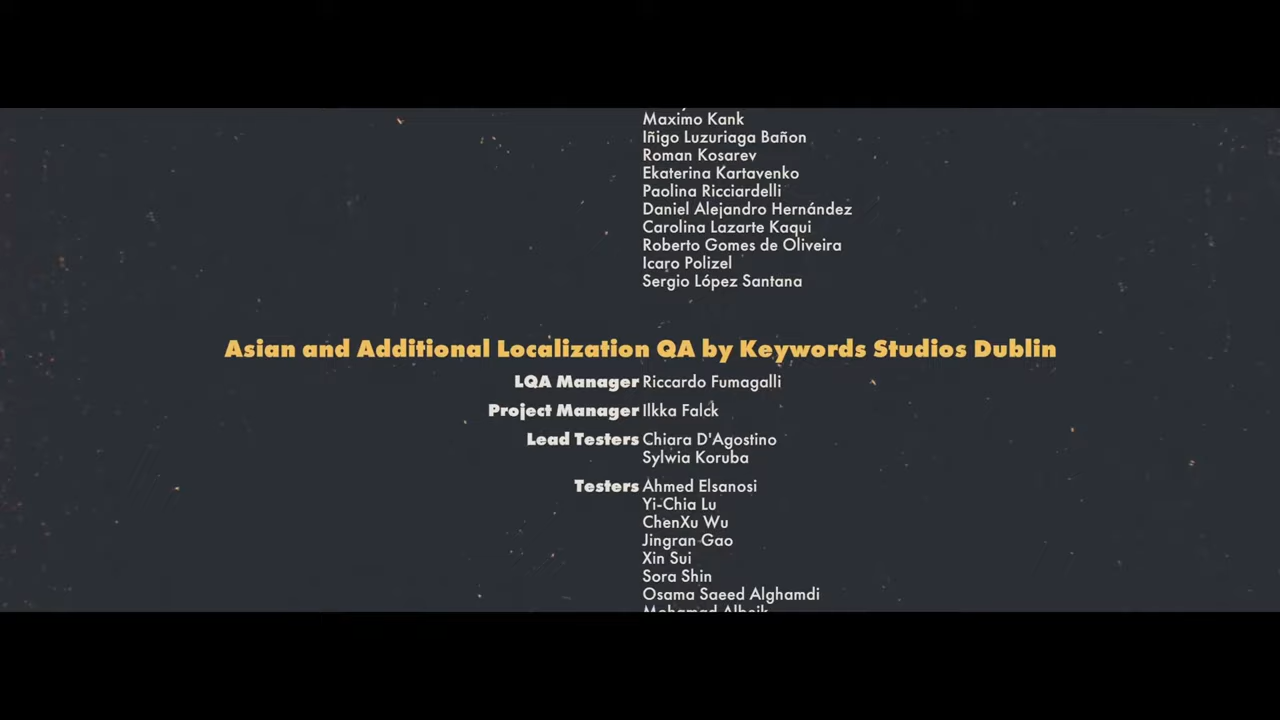 Maximo Kank
Iñigo Luzuriaga Bañon
Roman Kosarev
Ekaterina Kartavenko
Paolina Ricciardelli
Daniel Alejandro Hernández
Carolina Lazarte Kaqui
Roberto Gomes de Oliveira
Icaro Polizel
Sergio López Santana
Asian and Additional Localization QA by Keywords Studios Dublin
LQA Manager Riccardo Fumagalli
Project Manager Ilkka Falck
Lead Testers Chiara D'Agostino
Sylwia Koruba
Testers Ahmed Elsanosi
Yi-Chia Lu
ChenXu Wu
Jingran Gao
Xin Sui
Sora Shin
Osama Saeed Alghamdi
Mohamad